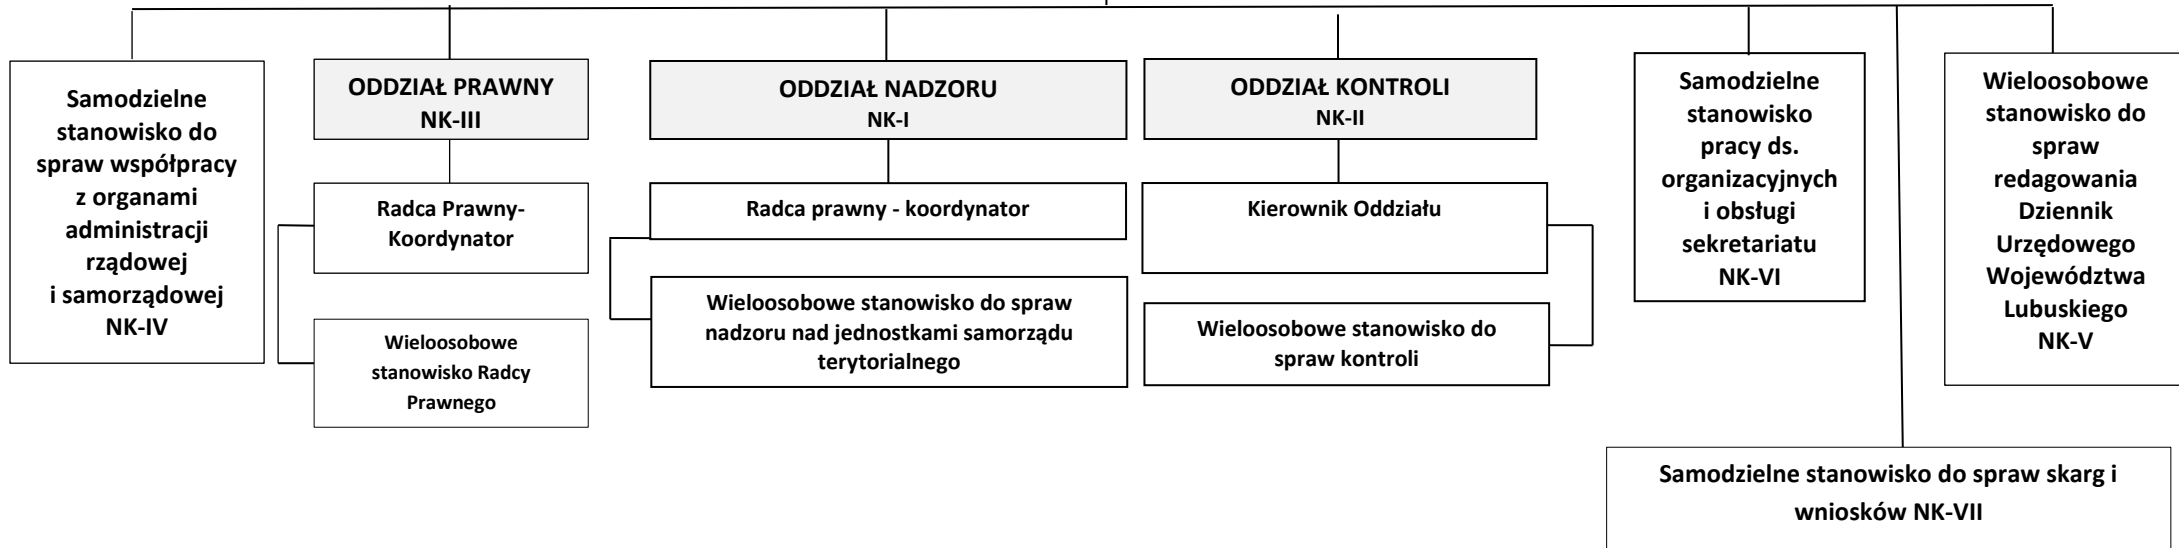 Samodzielne
stanowisko do
spraw współpracy
z organami
administracji
rządowej
i samorządowej
NK-IV
ODDZIAŁ PRAWNY
NK-III
Radca Prawny-
Koordynator
Wieloosobowe
stanowisko Radcy
Prawnego
ODDZIAŁ NADZORU
NK-I
Radca prawny - koordynator
Wieloosobowe stanowisko do spraw
nadzoru nad jednostkami samorządu
terytorialnego
ODDZIAŁ KONTROLI
NK-II
Kierownik Oddziału
Wieloosobowe stanowisko do
spraw kontroli
Samodzielne
stanowisko
pracy ds.
organizacyjnych
i obsługi
sekretariatu
NK-VI
Wieloosobowe
stanowisko do
spraw
redagowania
Dziennik
Urzędowego
Województwa
Lubuskiego
NK-V
Samodzielne stanowisko do spraw skarg i
wniosków NK-VII